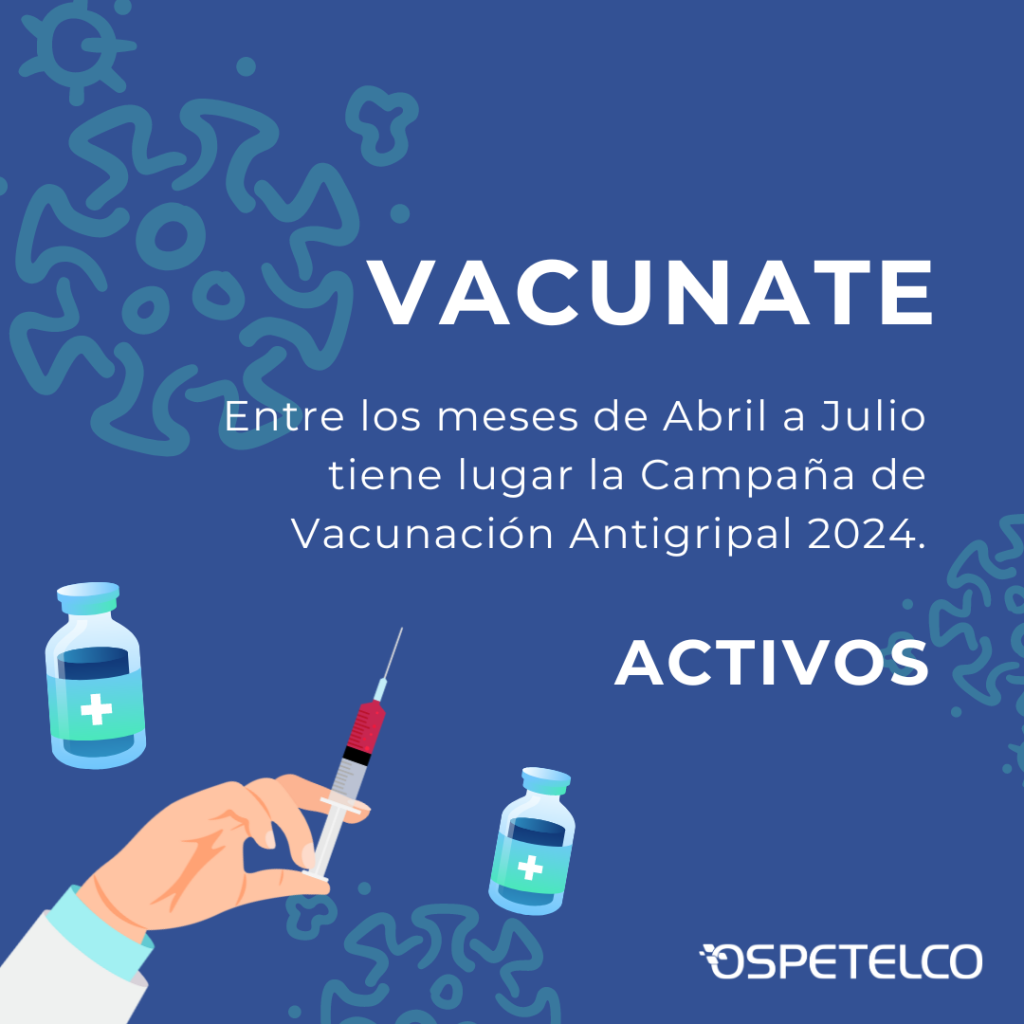 VACUNATE
Entre los meses de Abril a Julio
tiene lugar la Campaña de
Vacunación Antigripal 2024.
ACTIVOS
OSPETELCO